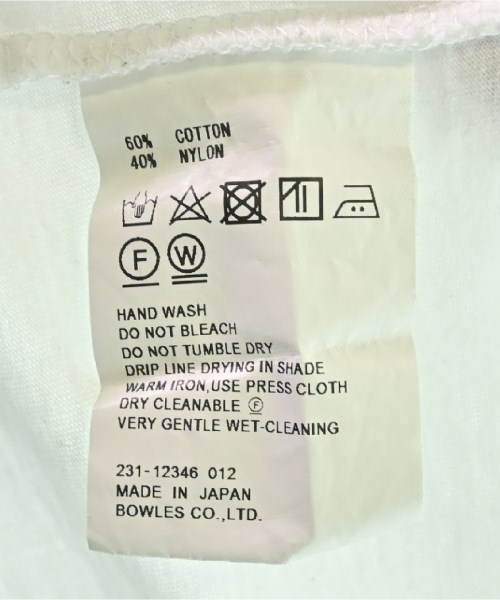 60% COTTON
40% NYLON
F W
HAND WASH
DO NOT BLEACH
DO NOT TUMBLE DRY
DRIP LINE DRYING IN SHADE
WARM IRON,USE PRESS CLOTH
DRY CLEANABLE Ⓕ
VERY GENTLE WET-CLEANING
231-12346 012
MADE IN JAPAN
BOWLES CO.,LTD.